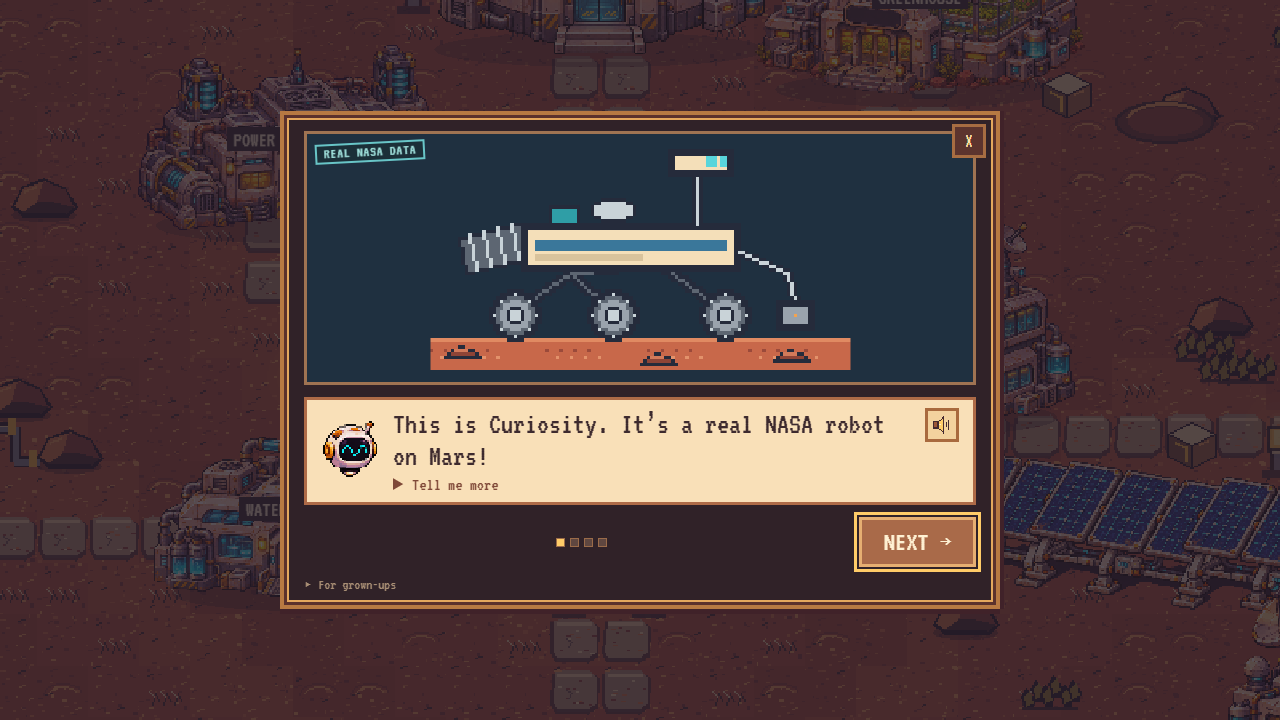 GREENHOUSE
POWER
REAL NASA DATA
X
This is Curiosity. It's a real NASA robot
on Mars!
▶ Tell me more
WATE
NEXT →
▶ For grown-ups